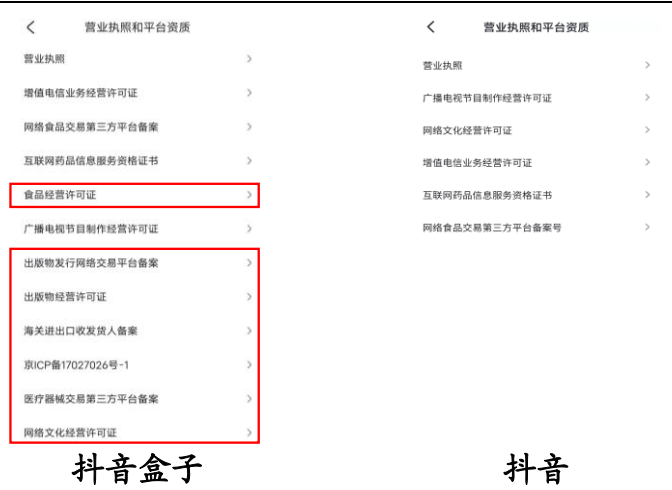 营业执照和平台资质
营业执照
增值电信业务经营许可证
网络食品交易第三方平台备案
互联网药品信息服务资格证书
食品经营许可证
广播电视节目制作经营许可证
出版物发行网络交易平台备案
出版物经营许可证
海关进出口收发货人备案
京ICP备17027026号-1
医疗器械交易第三方平台备案
网络文化经营许可证
抖音盒子
营业执照和平台资质
营业执照
广播电视节目制作经营许可证
网络文化经营许可证
增值电信业务经营许可证
互联网药品信息服务资格证书
网络食品交易第三方平台备案号
抖音